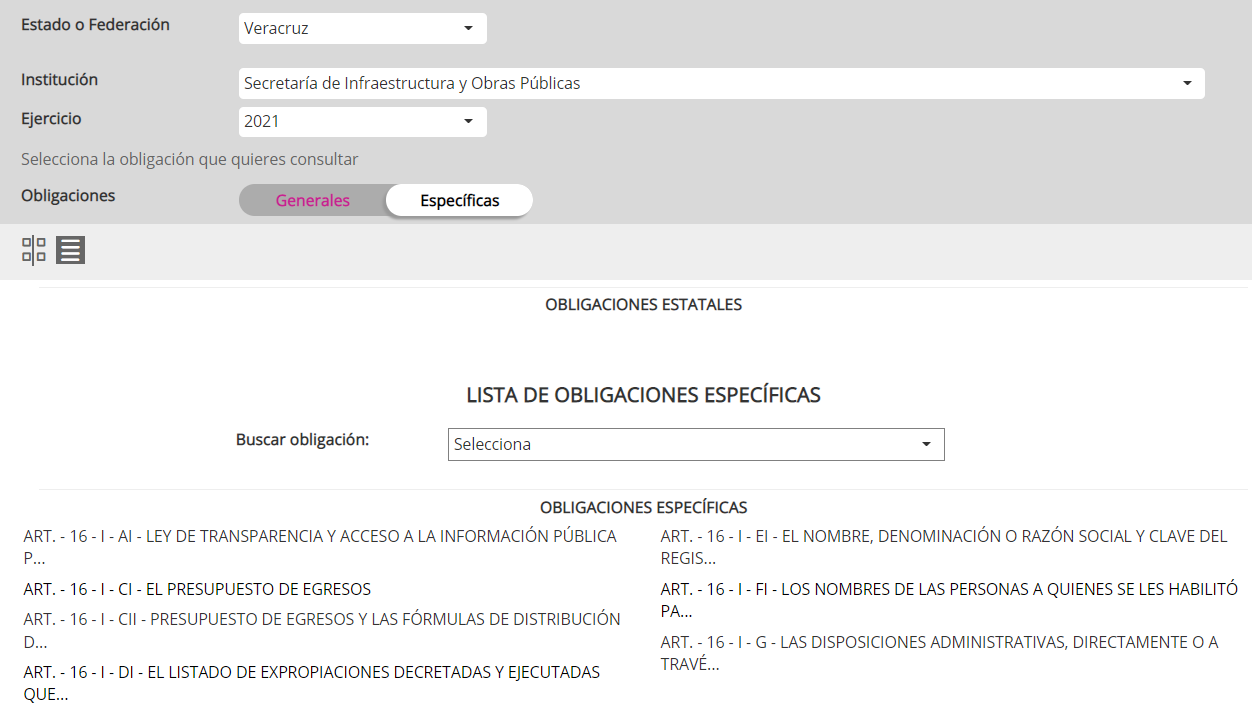 Estado o Federación
Veracruz
Institución
Secretaría de Infraestructura y Obras Públicas
Ejercicio
2021
Selecciona la obligación que quieres consultar
Obligaciones
Generales
Específicas
OBLIGACIONES ESTATALES
LISTA DE OBLIGACIONES ESPECÍFICAS
Buscar obligación:
Selecciona
OBLIGACIONES ESPECÍFICAS
ART. - 16 - I - AI - LEY DE TRANSPARENCIA Y ACCESO A LA INFORMACIÓN PÚBLICA
P...
ART. - 16 - I - CI - EL PRESUPUESTO DE EGRESOS
ART. - 16 - I - CII - PRESUPUESTO DE EGRESOS Y LAS FÓRMULAS DE DISTRIBUCIÓN
D...
ART. - 16 - I - DI - EL LISTADO DE EXPROPIACIONES DECRETADAS Y EJECUTADAS
QUE...
ART. - 16 - I - EI - EL NOMBRE, DENOMINACIÓN O RAZÓN SOCIAL Y CLAVE DEL
REGIS...
ART. - 16 - I - FI - LOS NOMBRES DE LAS PERSONAS A QUIENES SE LES HABILITÓ
PA...
ART. - 16 - I - G - LAS DISPOSICIONES ADMINISTRATIVAS, DIRECTAMENTE O A
TRAVÉ...